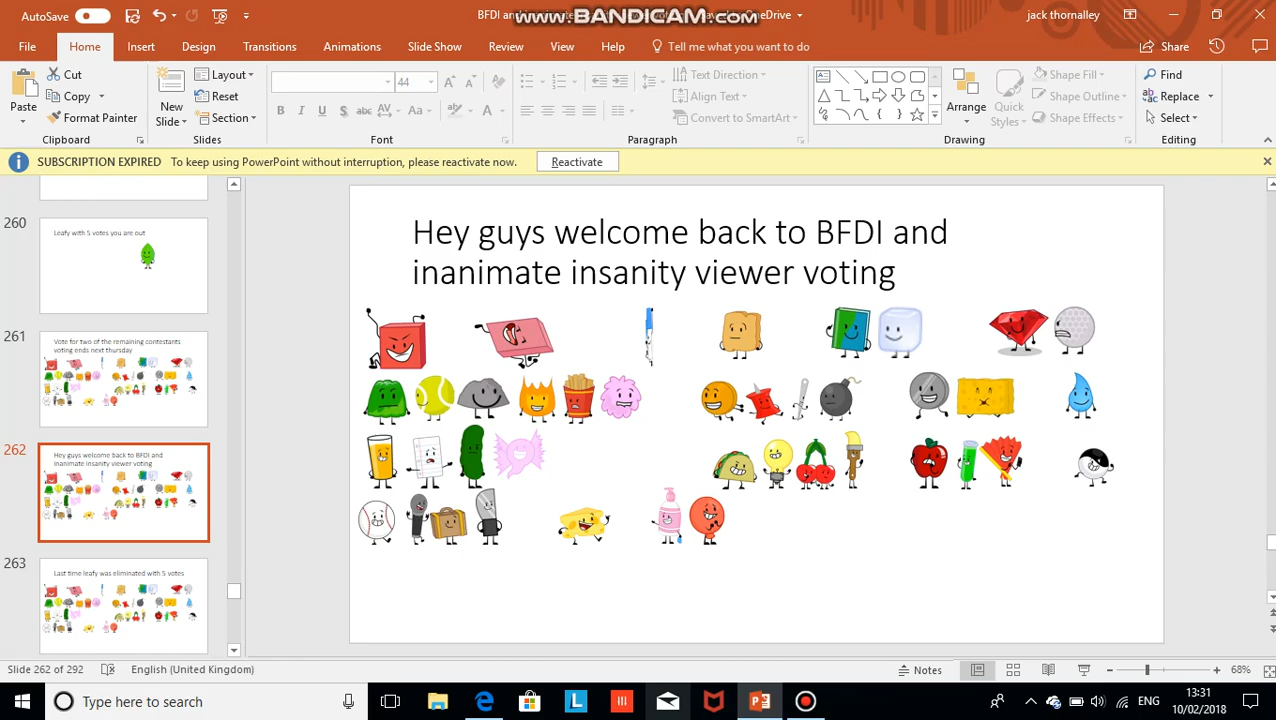 AutoSave
Off
BFDI and
www.BANDICAM.com
OneDrive
jack thornalley
File
Home
Insert
Design
Transitions
Animations
Slide Show
Review
View
Help
Tell me what you want to do
Share
Paste
Cut
Copy
Format Painter
Clipboard
New
Slide
Layout
Reset
Section
Slides
44
B I U S abc AV Aa A
Font
Text Direction
Align Text
Convert to SmartArt
Paragraph
Arrange
Quick
Styles
Shape Fill
Shape Outline
Shape Effects
Drawing
Find
Replace
Select
Editing
SUBSCRIPTION EXPIRED To keep using PowerPoint without interruption, please reactivate now.
Reactivate
260
Leafy with 5 votes you are out
261
Vote for two of the remaining contestants
voting ends next thursday
262
Hey guys welcome back to BFDI and
inanimate insanity viewer voting
263
Last time leafy was eliminated with 5 votes
Hey guys welcome back to BFDI and
inanimate insanity viewer voting
Slide 262 of 292
English (United Kingdom)
Notes
68%
Type here to search
ENG
13:31
10/02/2018